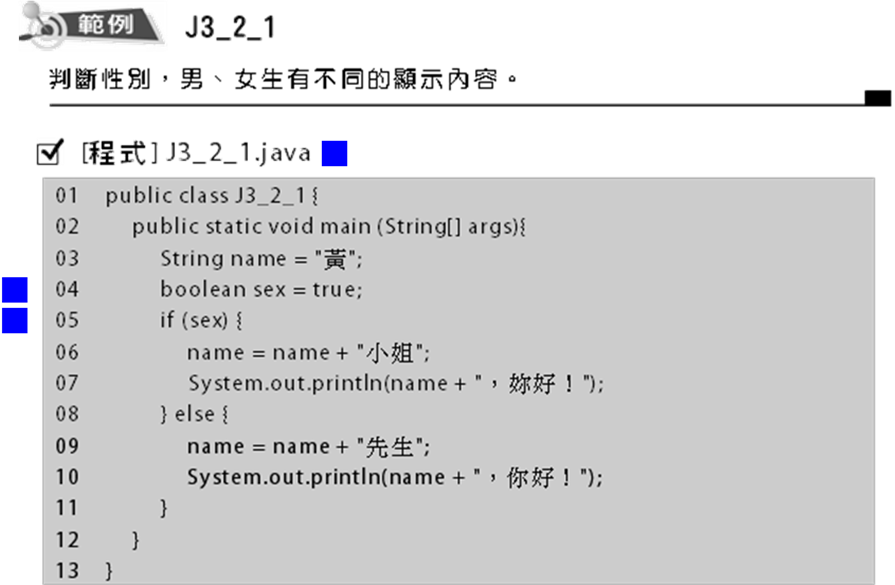 範例 J3_2_1
判斷性別，男、女生有不同的顯示內容。
[程式] J3_2_1.java
01 public class J3_2_1 {
02 public static void main (String[] args){
03 String name = "黃";
04 boolean sex = true;
05 if (sex) {
06 name = name + "小姐";
07 System.out.println(name + "，妳好！");
08 } else {
09 name = name + "先生";
10 System.out.println(name + "，你好！");
11 }
12 }
13 }